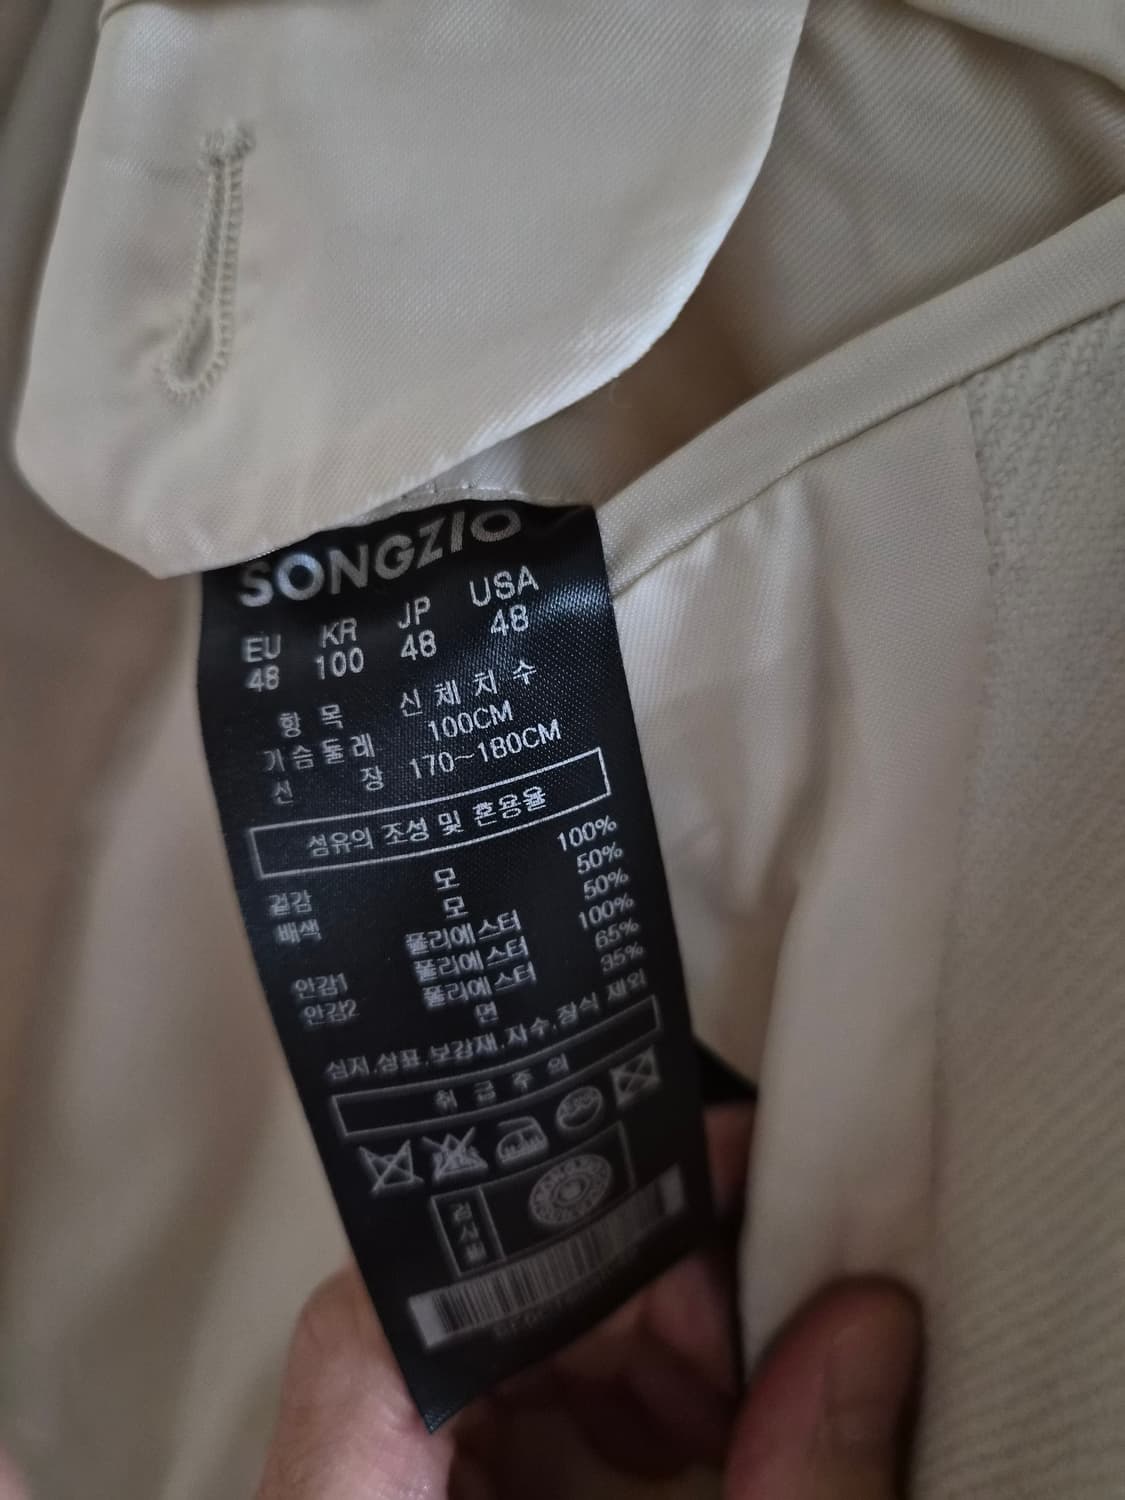 SONGZIO
EU KR JP USA
48 100 48 48
항 목 신 체 치 수
가슴둘레 100CM
신 장 170~180CM
섬유의 조성 및 혼용율
겉감 모 100%
배색 모 50%
폴리에스터 50%
안감1 폴리에스터 100%
안감2 폴리에스터 65%
면 35%
심지,상표,보강재,자수,장식 제외
취 급 주 의